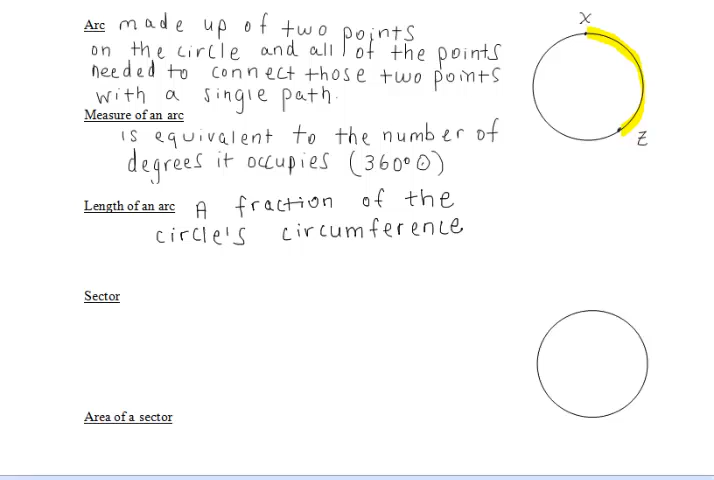 Arc made up of two points
on the circle and all of the points
needed to connect those two points
with a single path.
Measure of an arc
is equivalent to the number of
degrees it occupies (360° ⊙)
Length of an arc A fraction of the
circle's circumference
Sector
Area of a sector
X
Z